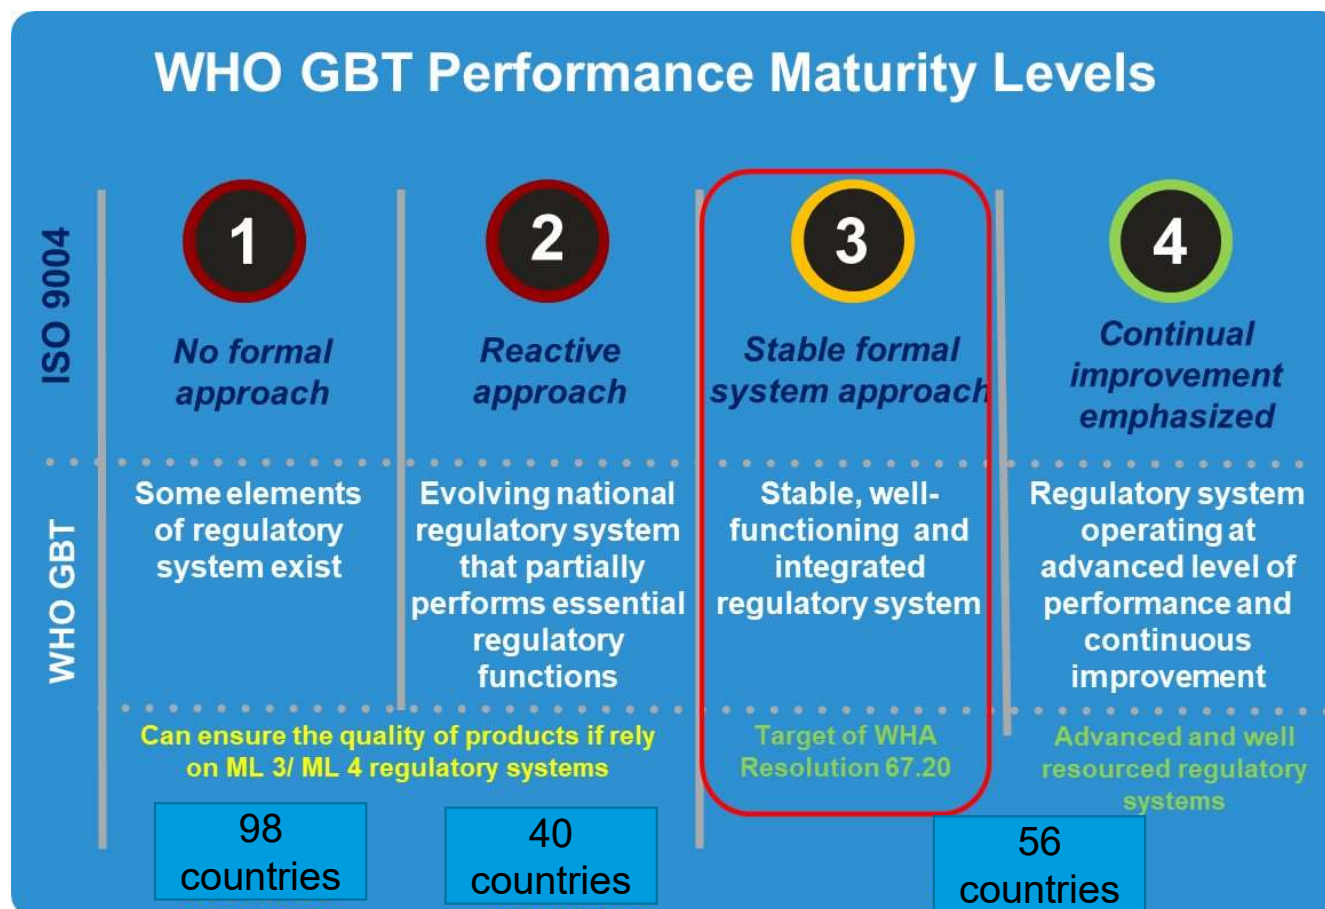 WHO GBT Performance Maturity Levels
ISO 9004
1
No formal
approach
2
Reactive
approach
3
Stable formal
system approach
4
Continual
improvement
emphasized
WHO GBT
Some elements
of regulatory
system exist
Evolving national
regulatory system
that partially
performs essential
regulatory
functions
Stable, well-
functioning and
integrated
regulatory system
Regulatory system
operating at
advanced level of
performance and
continuous
improvement
Can ensure the quality of products if rely
on ML 3/ ML 4 regulatory systems
Target of WHA
Resolution 67.20
Advanced and well
resourced regulatory
systems
98
countries
40
countries
56
countries